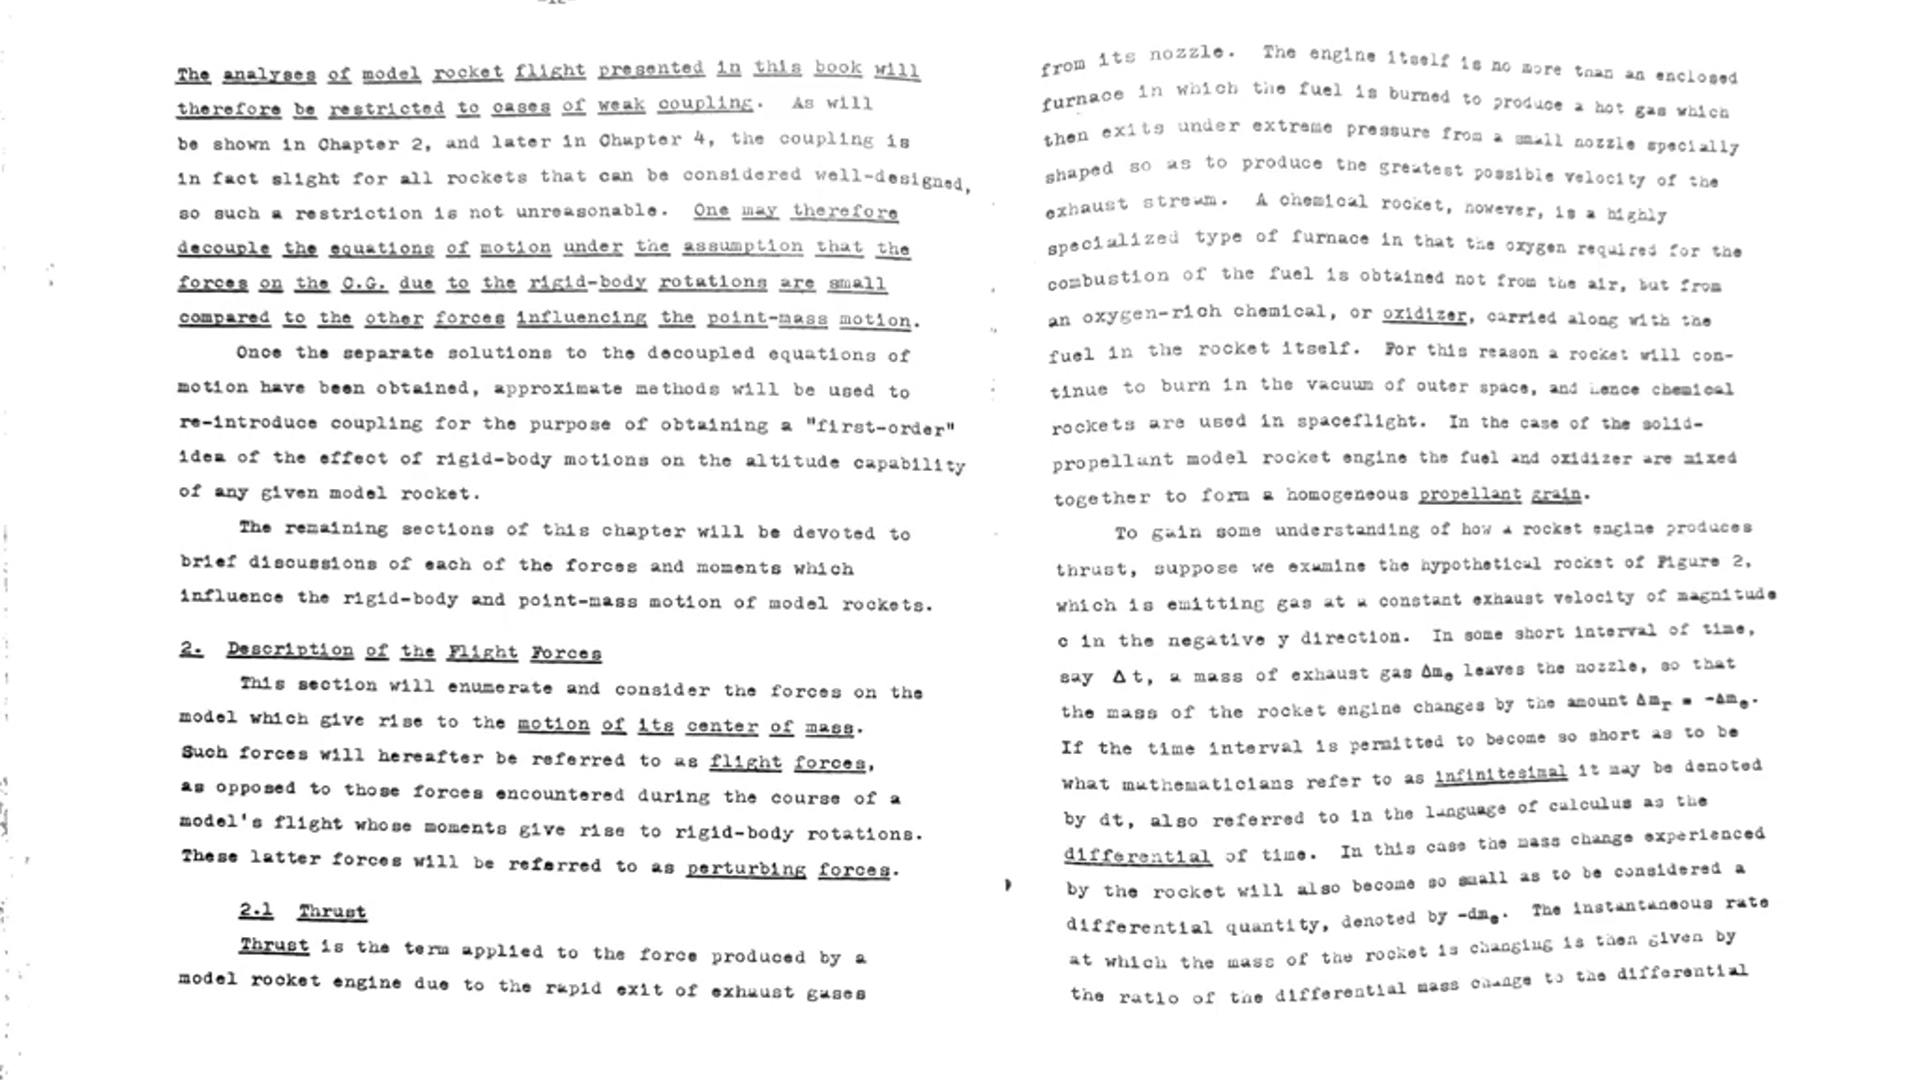 -12-
The analyses of model rocket flight presented in this book will
therefore be restricted to cases of weak coupling. As will
be shown in Chapter 2, and later in Chapter 4, the coupling is
in fact slight for all rockets that can be considered well-designed,
so such a restriction is not unreasonable. One may therefore
decouple the equations of motion under the assumption that the
forces on the C.G. due to the rigid-body rotations are small
compared to the other forces influencing the point-mass motion.
Once the separate solutions to the decoupled equations of
motion have been obtained, approximate methods will be used to
re-introduce coupling for the purpose of obtaining a "first-order"
idea of the effect of rigid-body motions on the altitude capability
of any given model rocket.
The remaining sections of this chapter will be devoted to
brief discussions of each of the forces and moments which
influence the rigid-body and point-mass motion of model rockets.
2. Description of the Flight Forces
This section will enumerate and consider the forces on the
model which give rise to the motion of its center of mass.
Such forces will hereafter be referred to as flight forces,
as opposed to those forces encountered during the course of a
model's flight whose moments give rise to rigid-body rotations.
These latter forces will be referred to as perturbing forces.
2.1 Thrust
Thrust is the term applied to the force produced by a
model rocket engine due to the rapid exit of exhaust gases
from its nozzle. The engine itself is no more than an enclosed
furnace in which the fuel is burned to produce a hot gas which
then exits under extreme pressure from a small nozzle specially
shaped so as to produce the greatest possible velocity of the
exhaust stream. A chemical rocket, however, is a highly
specialized type of furnace in that the oxygen required for the
combustion of the fuel is obtained not from the air, but from
an oxygen-rich chemical, or oxidizer, carried along with the
fuel in the rocket itself. For this reason a rocket will con-
tinue to burn in the vacuum of outer space, and hence chemical
rockets are used in spaceflight. In the case of the solid-
propellant model rocket engine the fuel and oxidizer are mixed
together to form a homogeneous propellant grain.
To gain some understanding of how a rocket engine produces
thrust, suppose we examine the hypothetical rocket of Figure 2,
which is emitting gas at a constant exhaust velocity of magnitude
c in the negative y direction. In some short interval of time,
say Δt, a mass of exhaust gas Δmₑ leaves the nozzle, so that
the mass of the rocket engine changes by the amount Δmᵣ = -Δmₑ.
If the time interval is permitted to become so short as to be
what mathematicians refer to as infinitesimal it may be denoted
by dt, also referred to in the language of calculus as the
differential of time. In this case the mass change experienced
by the rocket will also become so small as to be considered a
differential quantity, denoted by -dmₑ. The instantaneous rate
at which the mass of the rocket is changing is then given by
the ratio of the differential mass change to the differential